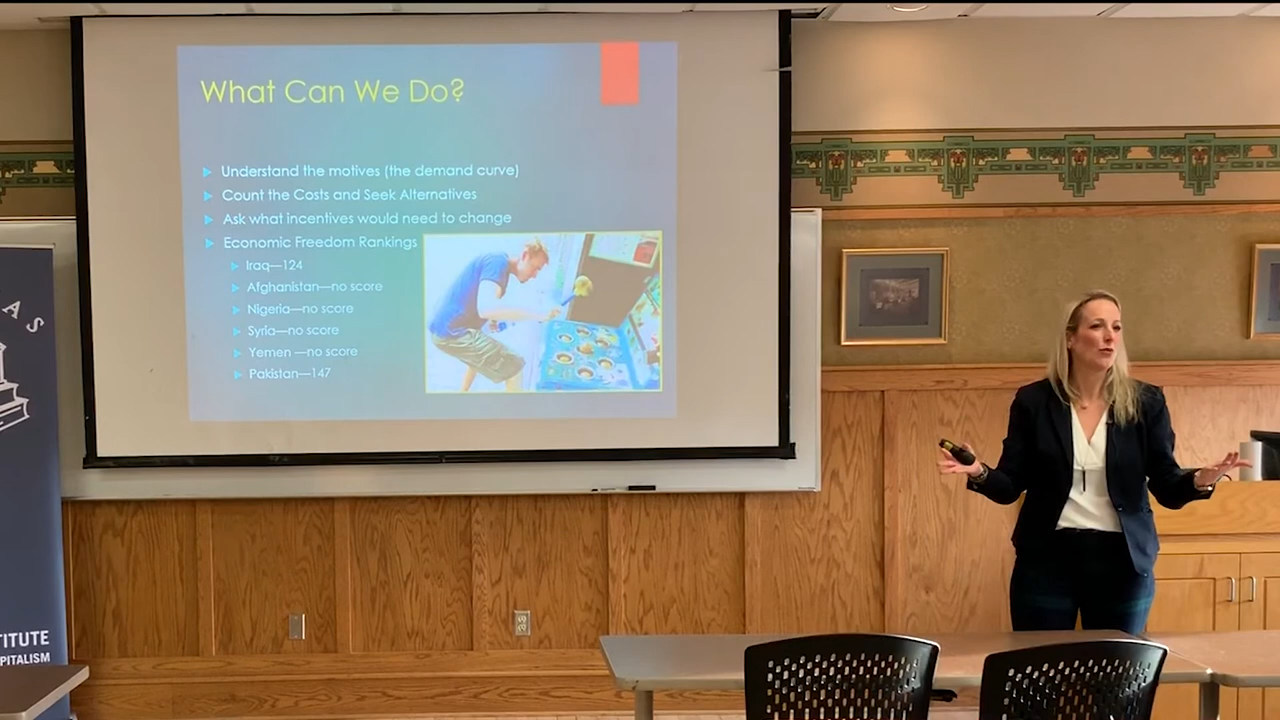 What Can We Do?
Understand the motives (the demand curve)
Count the Costs and Seek Alternatives
Ask what incentives would need to change
Economic Freedom Rankings
Iraq—124
Afghanistan—no score
Nigeria—no score
Syria—no score
Yemen —no score
Pakistan—147
AS
TITUTE
PITALISM